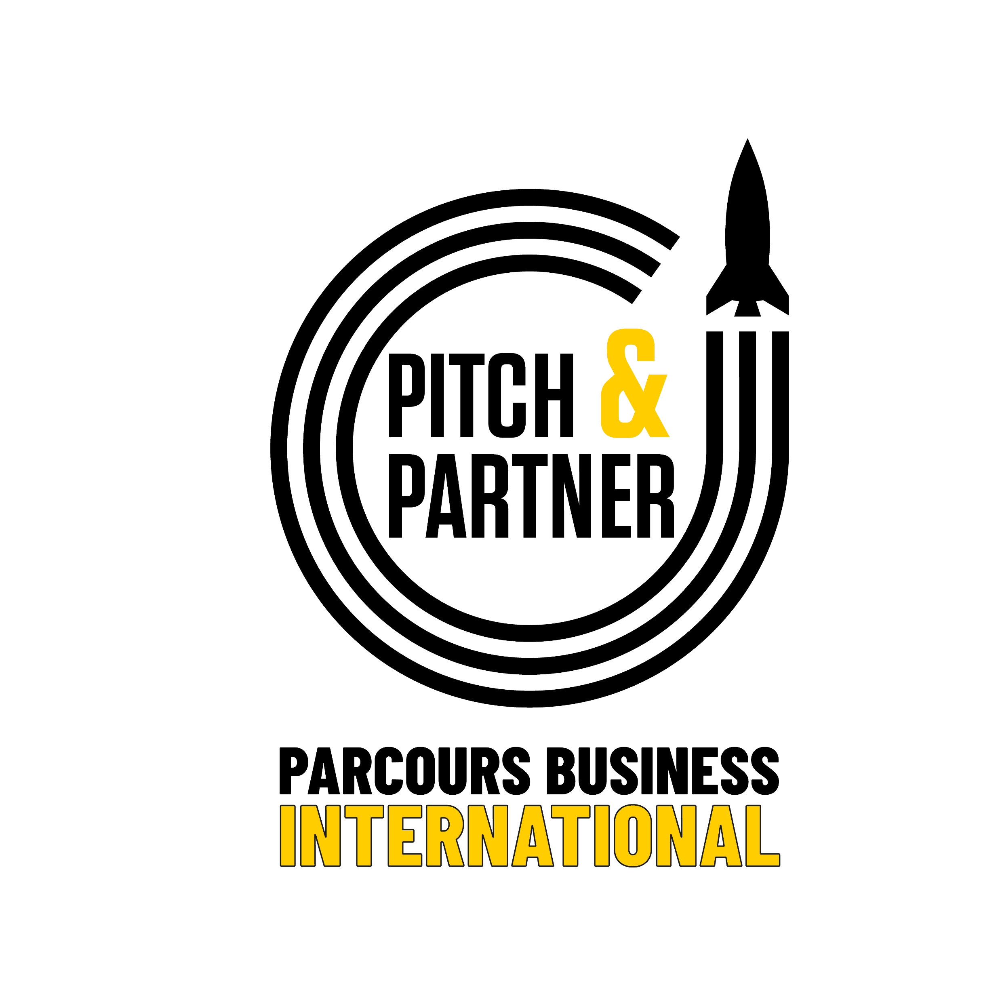 PITCH &
PARTNER
PARCOURS BUSINESS
INTERNATIONAL